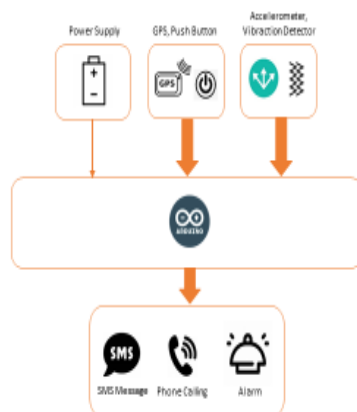 Power Supply
GPS, Push Button
Accelerometer,
Vibraction Detector
GPS
ARDUINO
SMS
SMS Message
Phone Calling
Alarm